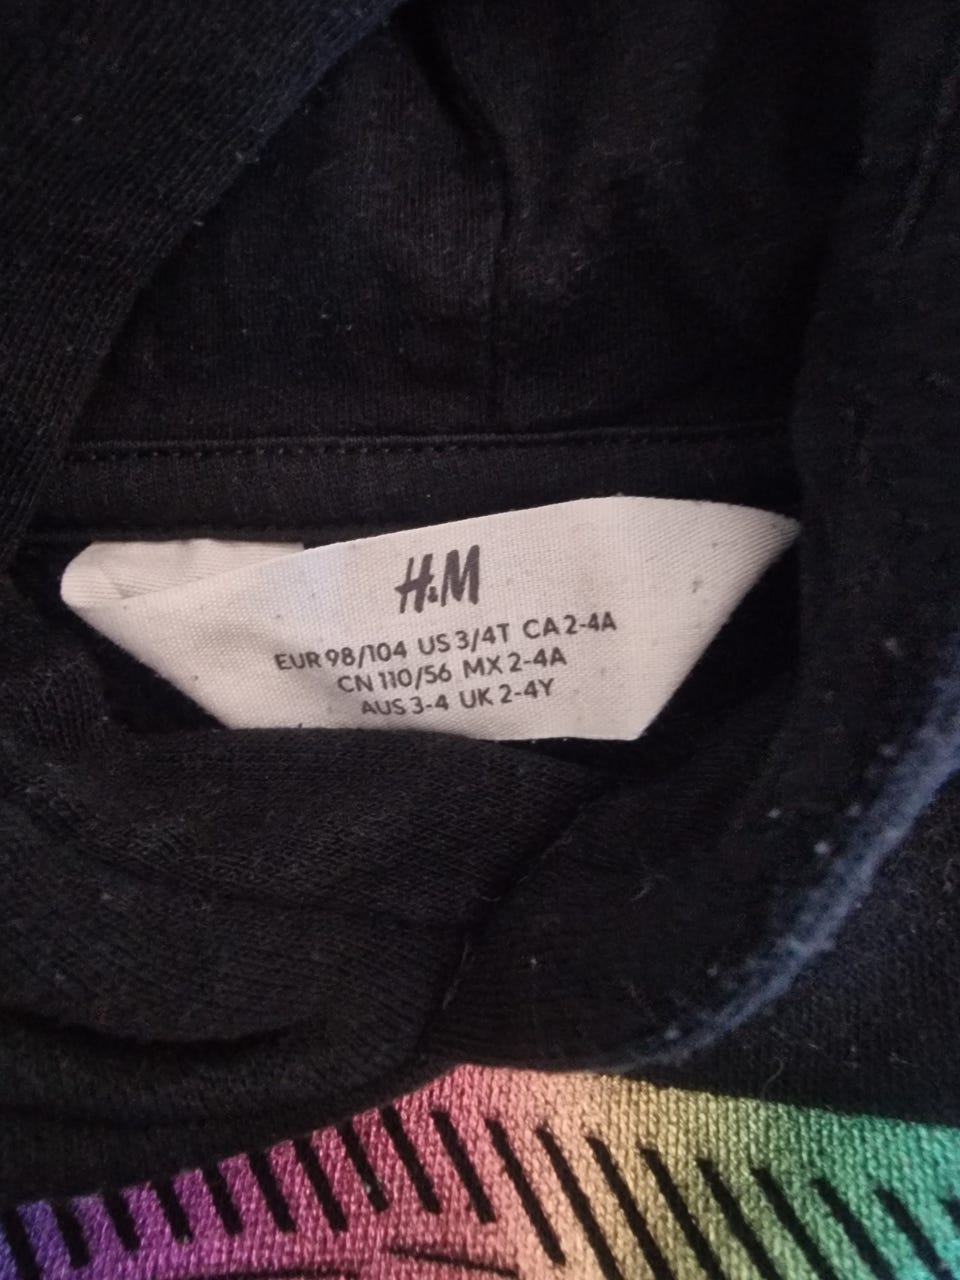 H&M
EUR 98/104 US 3/4T CA 2-4A
CN 110/56 MX 2-4A
AUS 3-4 UK 2-4Y